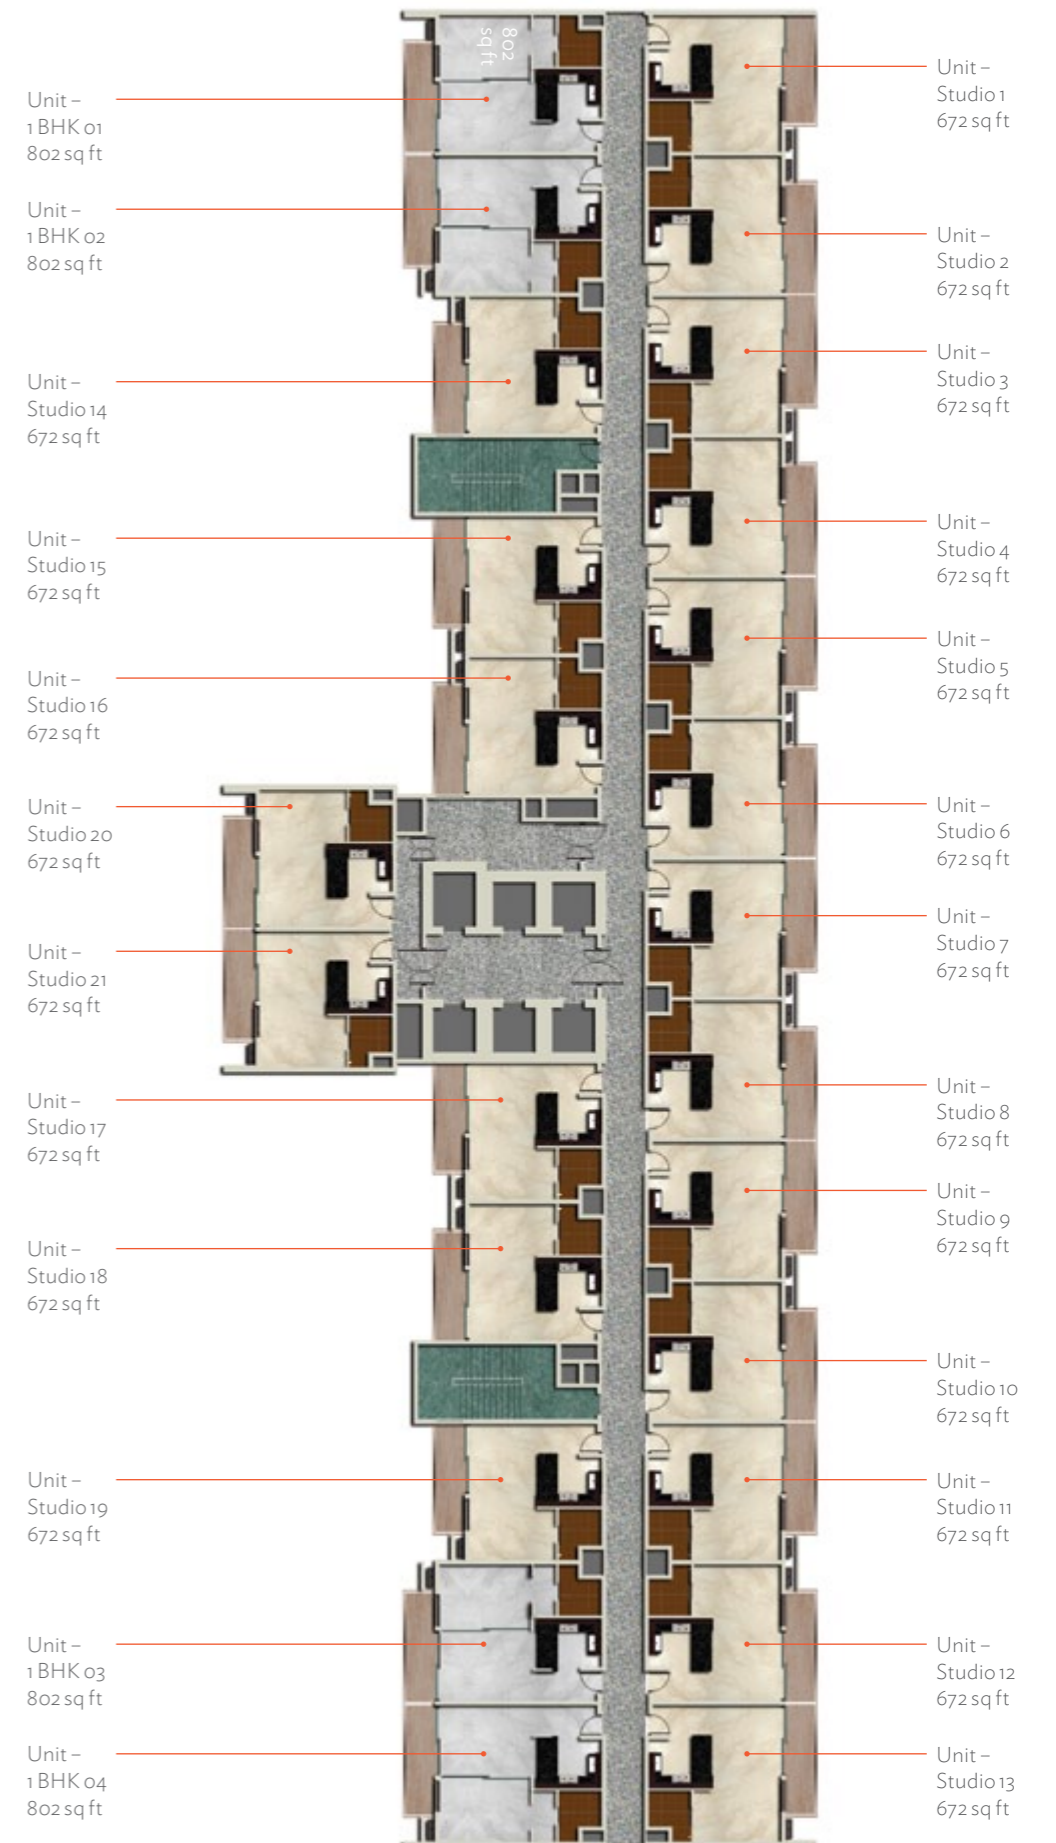 802
sq ft
Unit –
1 BHK 01
802 sq ft
Unit –
1 BHK 02
802 sq ft
Unit –
Studio 14
672 sq ft
Unit –
Studio 15
672 sq ft
Unit –
Studio 16
672 sq ft
Unit –
Studio 20
672 sq ft
Unit –
Studio 21
672 sq ft
Unit –
Studio 17
672 sq ft
Unit –
Studio 18
672 sq ft
Unit –
Studio 19
672 sq ft
Unit –
1 BHK 03
802 sq ft
Unit –
1 BHK 04
802 sq ft
Unit –
Studio 1
672 sq ft
Unit –
Studio 2
672 sq ft
Unit –
Studio 3
672 sq ft
Unit –
Studio 4
672 sq ft
Unit –
Studio 5
672 sq ft
Unit –
Studio 6
672 sq ft
Unit –
Studio 7
672 sq ft
Unit –
Studio 8
672 sq ft
Unit –
Studio 9
672 sq ft
Unit –
Studio 10
672 sq ft
Unit –
Studio 11
672 sq ft
Unit –
Studio 12
672 sq ft
Unit –
Studio 13
672 sq ft